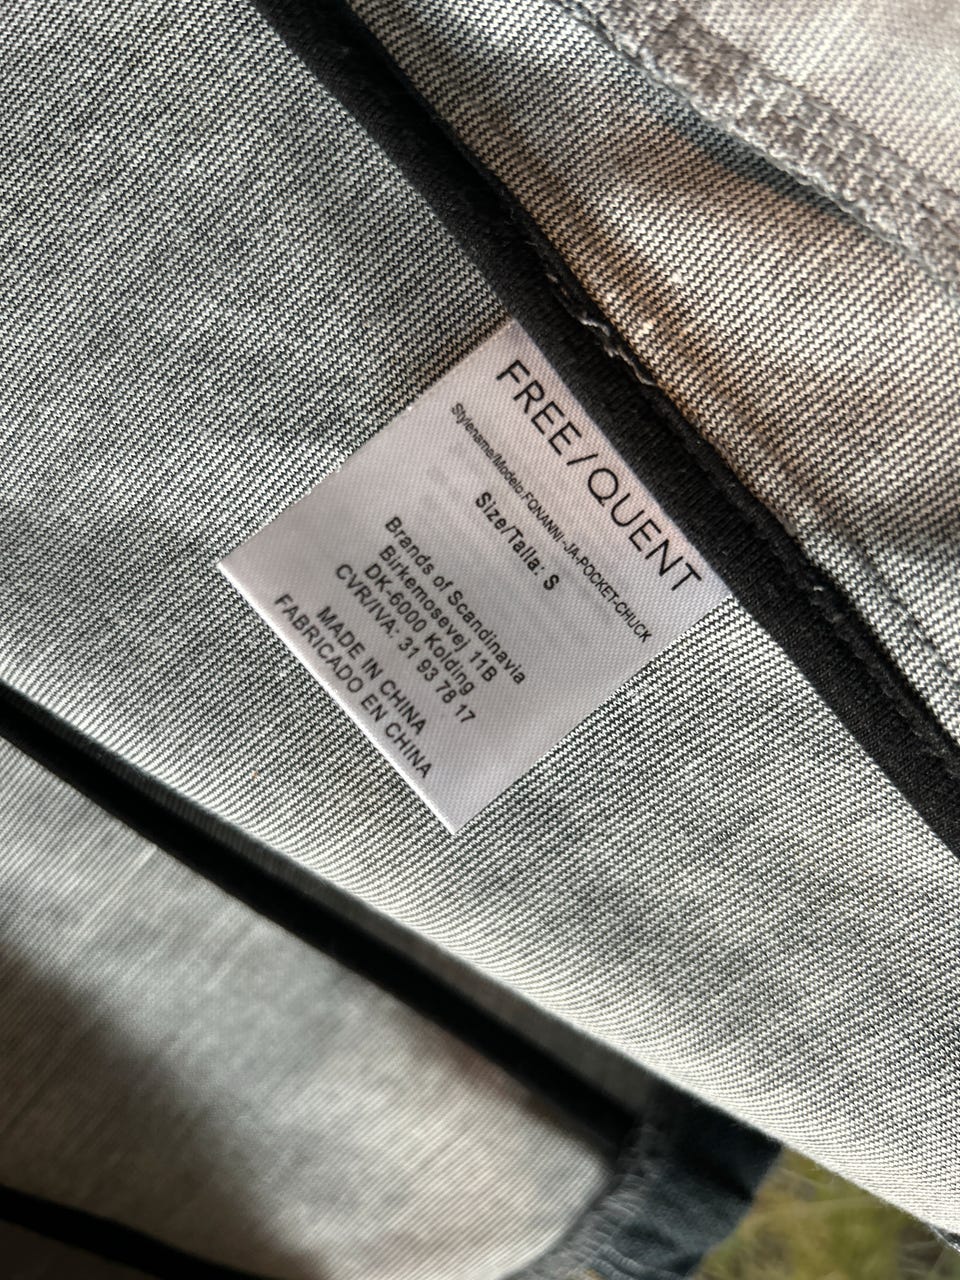 FREE/QUENT
Stylename/Modelo:FQNANNI-JA-POCKET-CHUCK
Size/Talla: S
Brands of Scandinavia
Birkemosevej 11B
DK-6000 Kolding
CVR/IVA: 31 93 78 17
MADE IN CHINA
FABRICADO EN CHINA